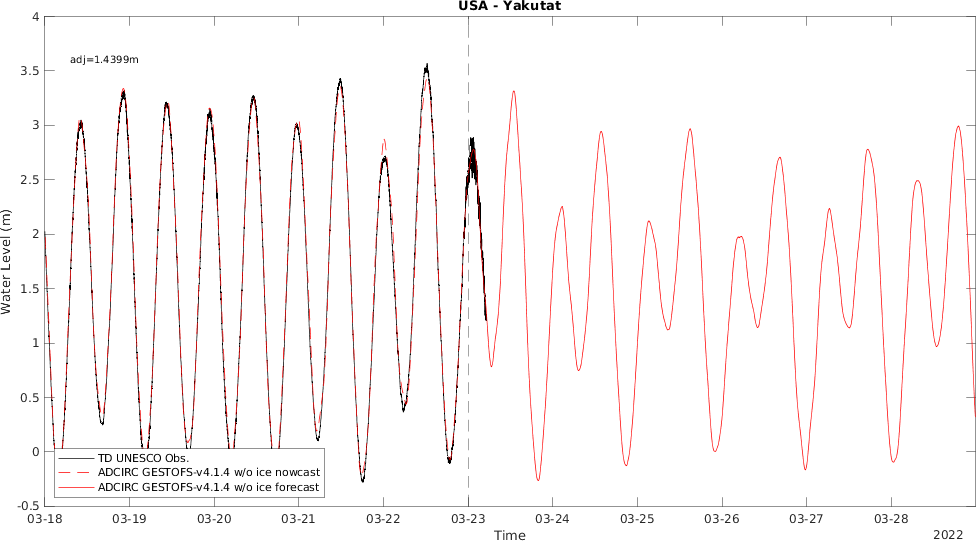 USA - Yakutat
adj=1.4399m
Water Level (m)
4
3.5
3
2.5
2
1.5
1
0.5
0
-0.5
TD UNESCO Obs.
ADCIRC GESTOFS-v4.1.4 w/o ice nowcast
ADCIRC GESTOFS-v4.1.4 w/o ice forecast
03-18 03-19 03-20 03-21 03-22 03-23 03-24 03-25 03-26 03-27 03-28
Time
2022